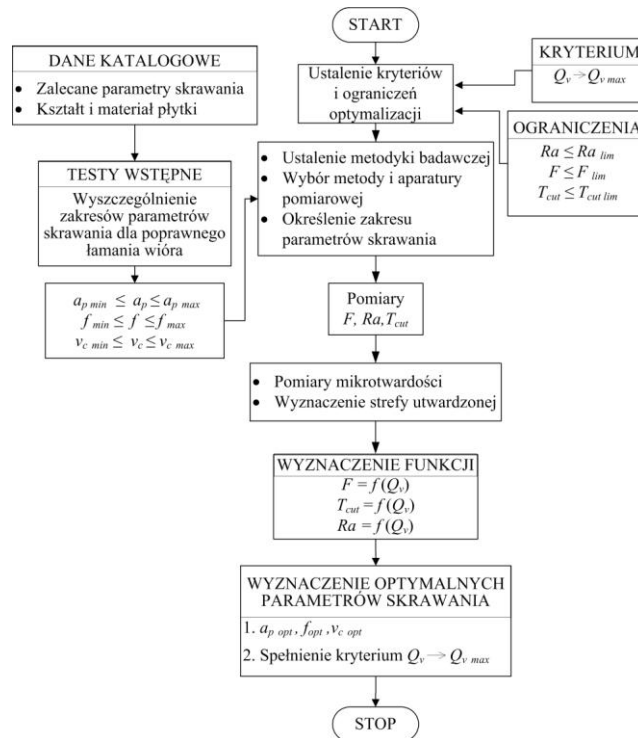 START
DANE KATALOGOWE
• Zalecane parametry skrawania
• Kształt i materiał płytki
Ustalenie kryteriów
i ograniczeń
optymalizacji
KRYTERIUM
Qv→Qv max
OGRANICZENIA
Ra ≤ Ra lim
F ≤ F lim
Tcut ≤ Tcut lim
TESTY WSTĘPNE
Wyszczególnienie
zakresów parametrów
skrawania dla poprawnego
łamania wióra
• Ustalenie metodyki badawczej
• Wybór metody i aparatury
pomiarowej
• Określenie zakresu
parametrów skrawania
ap min ≤ ap ≤ ap max
f min ≤ f ≤ f max
vc min ≤ vc ≤ vc max
Pomiary
F, Ra,Tcut
• Pomiary mikrotwardości
• Wyznaczenie strefy utwardzonej
WYZNACZENIE FUNKCJI
F = f(Qv)
Tcut = f(Qv)
Ra = f(Qv)
WYZNACZENIE OPTYMALNYCH
PARAMETRÓW SKRAWANIA
1. ap opt, fopt, vc opt
2. Spełnienie kryterium Qv → Qv max
STOP